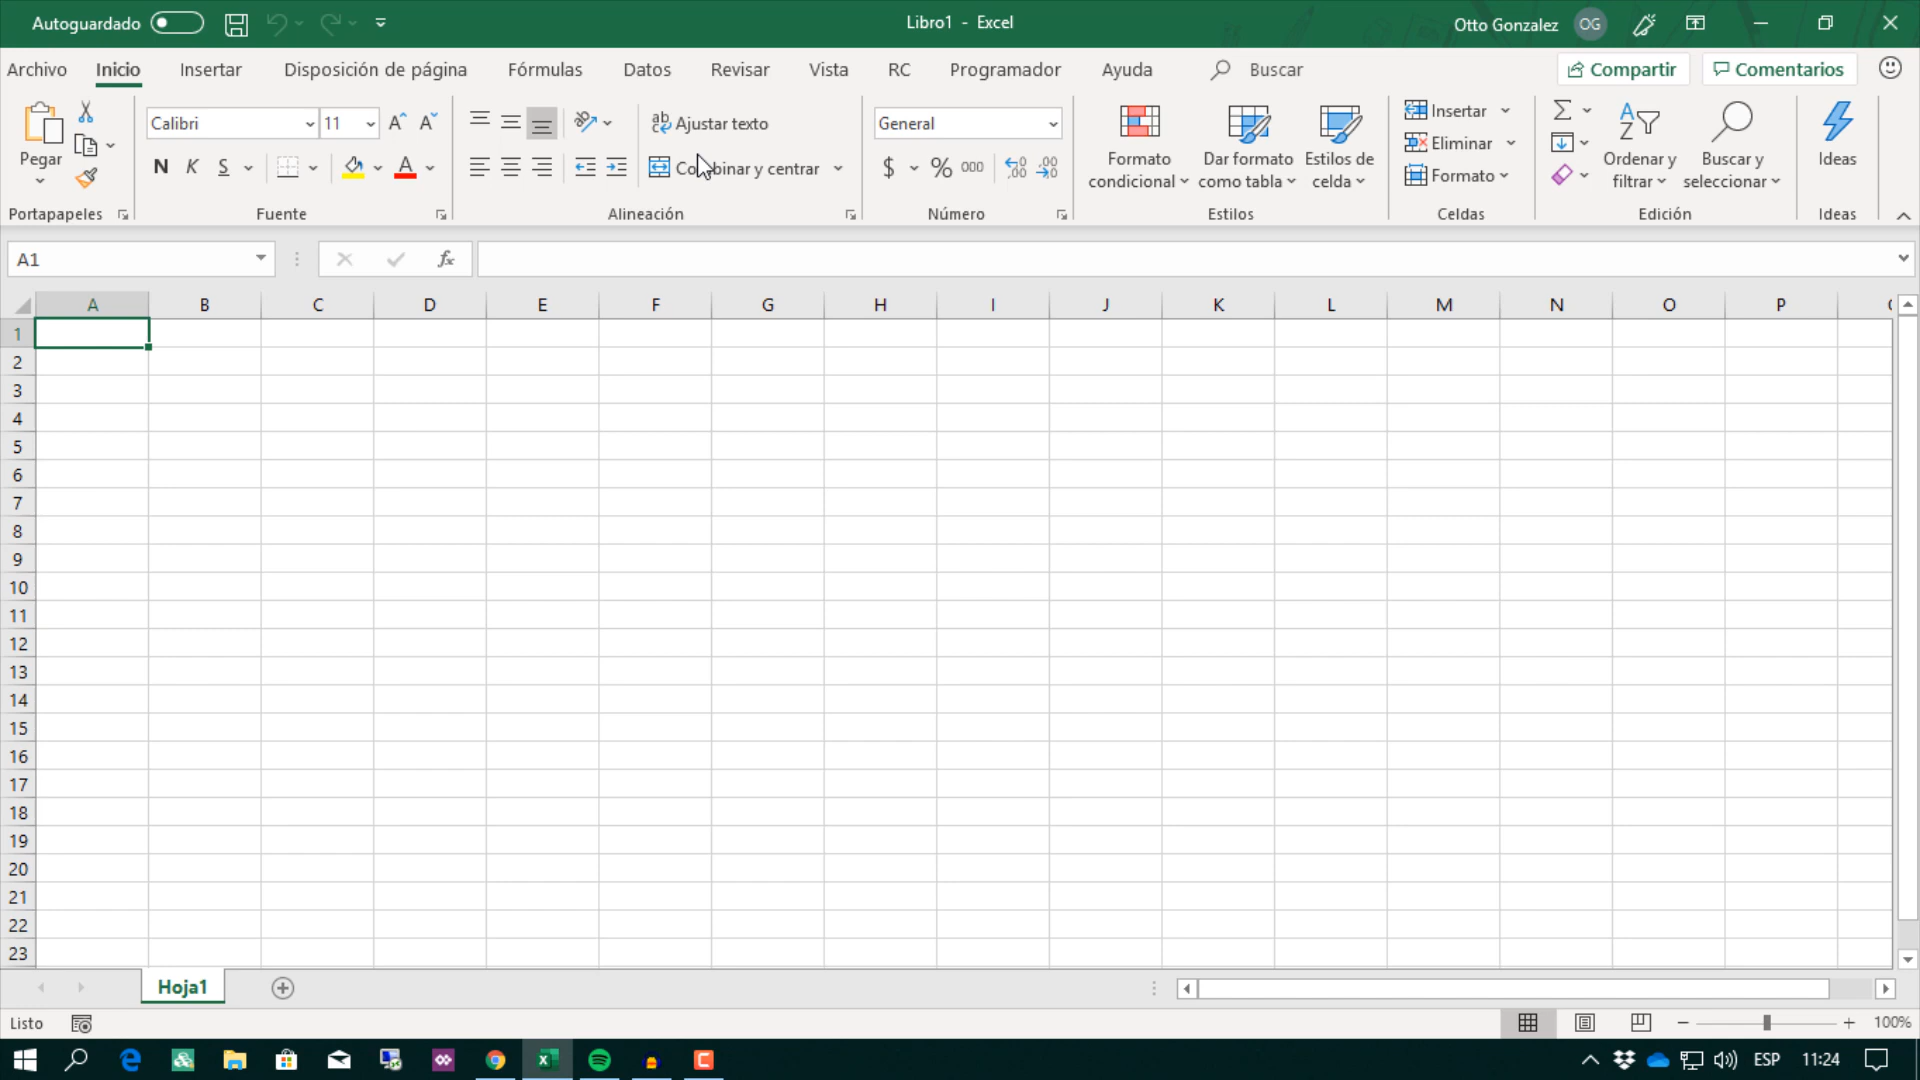 Autoguardado
Libro1 - Excel
Otto Gonzalez OG
Archivo Inicio Insertar Disposición de página Fórmulas Datos Revisar Vista RC Programador Ayuda Buscar Compartir Comentarios
Pegar
Portapapeles
Calibri 11
N K S A
Fuente
ab Ajustar texto
Combinar y centrar
Alineación
General
$ % 000
Número
Formato condicional
Dar formato como tabla
Estilos de celda
Estilos
Insertar
Eliminar
Formato
Celdas
Σ
Ordenar y filtrar
Buscar y seleccionar
Edición
Ideas
Ideas
A1 fx
A B C D E F G H I J K L M N O P
1
2
3
4
5
6
7
8
9
10
11
12
13
14
15
16
17
18
19
20
21
22
23
Hoja1
Listo 100%
ESP 11:24